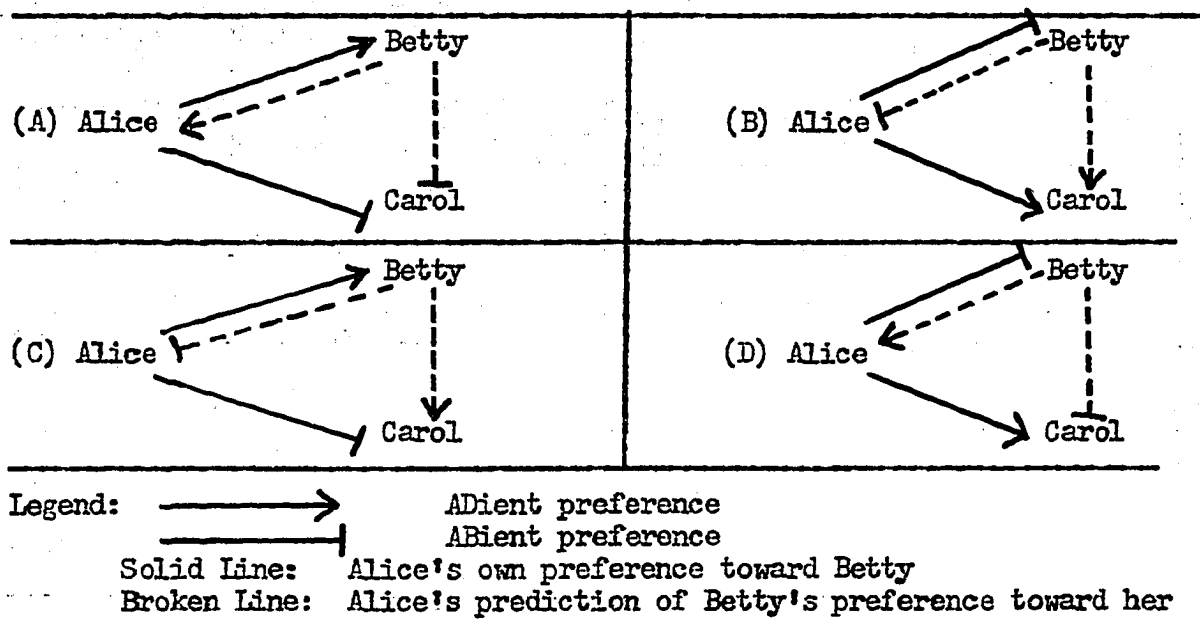 Betty
(A) Alice
Carol
Betty
(B) Alice
Carol
Betty
(C) Alice
Carol
Betty
(D) Alice
Carol
Legend: ADient preference
ABient preference
Solid Line: Alice's own preference toward Betty
Broken Line: Alice's prediction of Betty's preference toward her